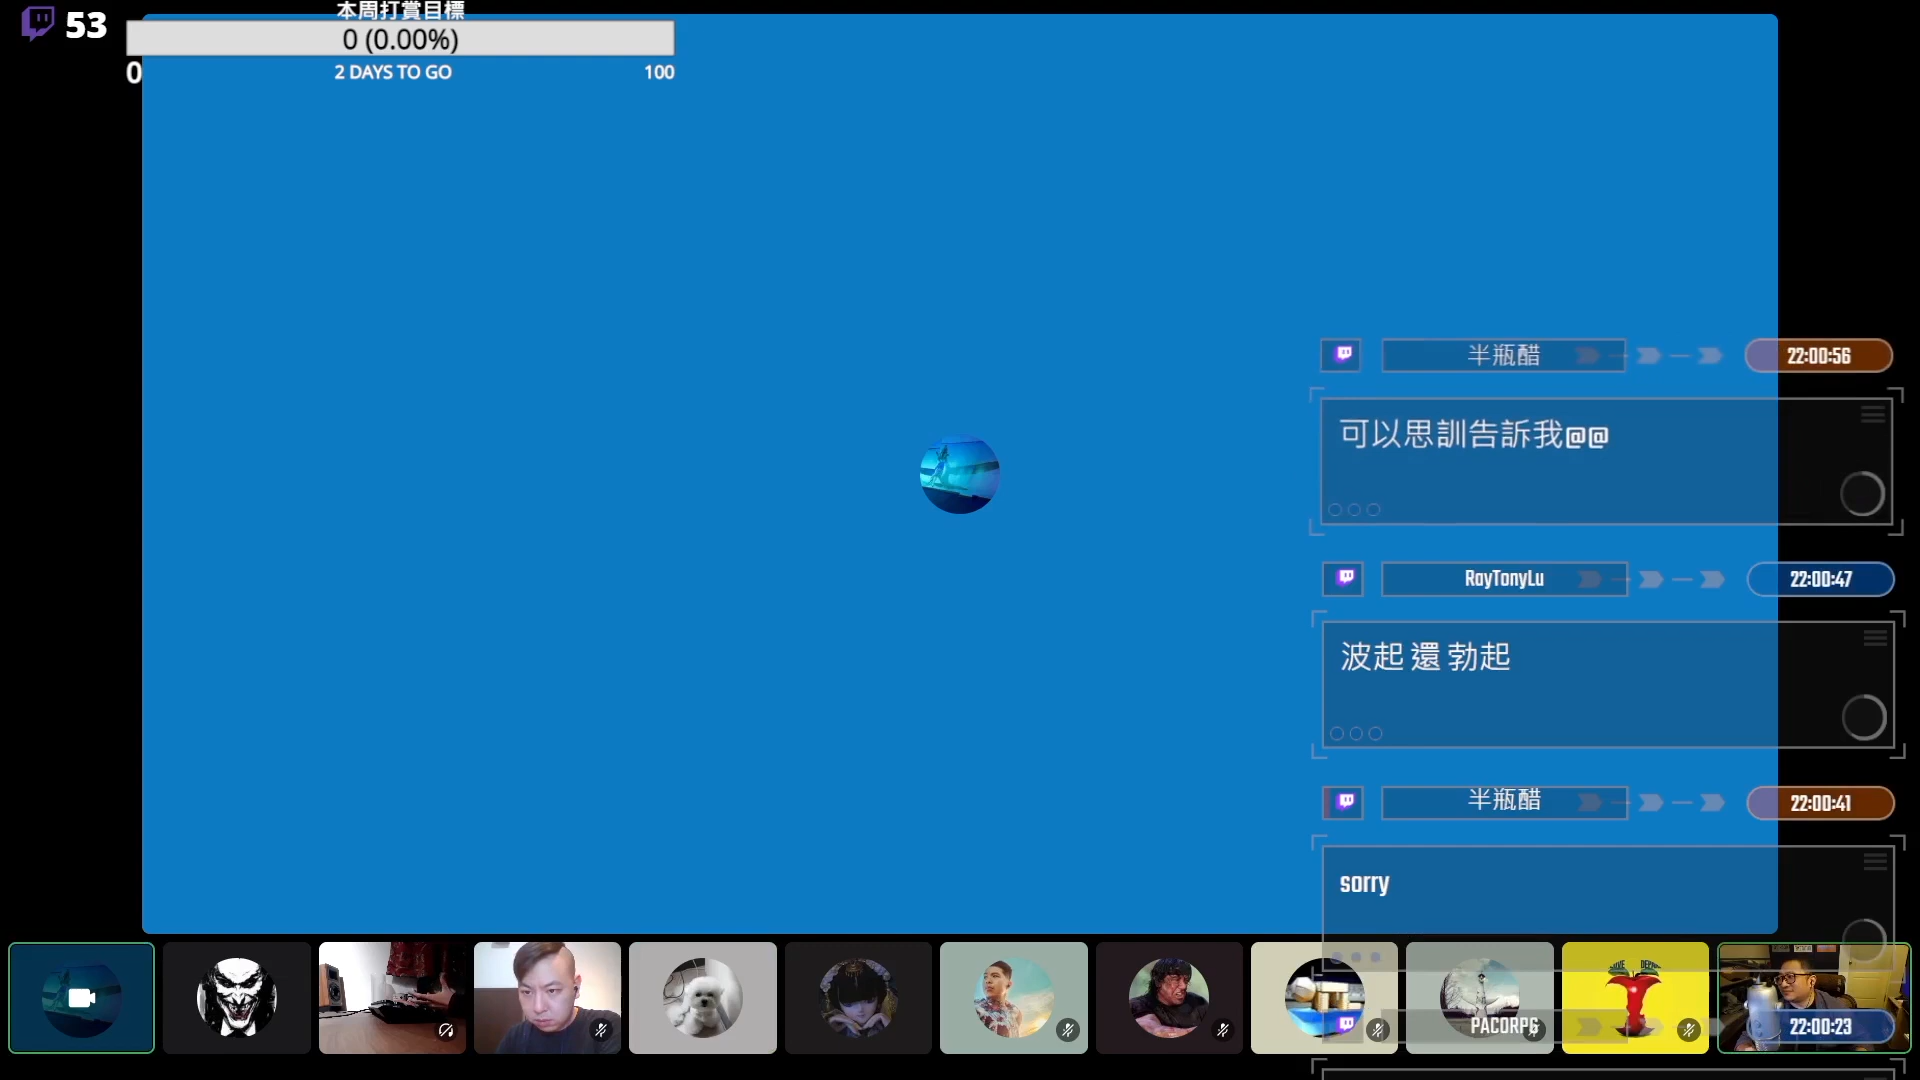 53
本周打賞目標
0 (0.00%)
0
2 DAYS TO GO
100
半瓶醋
22:00:56
可以思訓告訴我@@
RayTonyLu
22:00:47
波起 還 勃起
半瓶醋
22:00:41
sorry
PACORPG
22:00:23